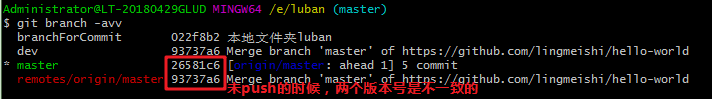 Administrator@LT-20180429GLUD MINGW64 /e/luban (master)
$ git branch -avv
branchForCommit 022f8b2 本地文件夹luban
dev 93737a6 Merge branch 'master' of https://github.com/lingmeishi/hello-world
* master 26581c6 [origin/master: ahead 1] 5 commit
remotes/origin/master 93737a6 Merge branch 'master' of https://github.com/lingmeishi/hello-world
未push的时候，两个版本号是不一致的